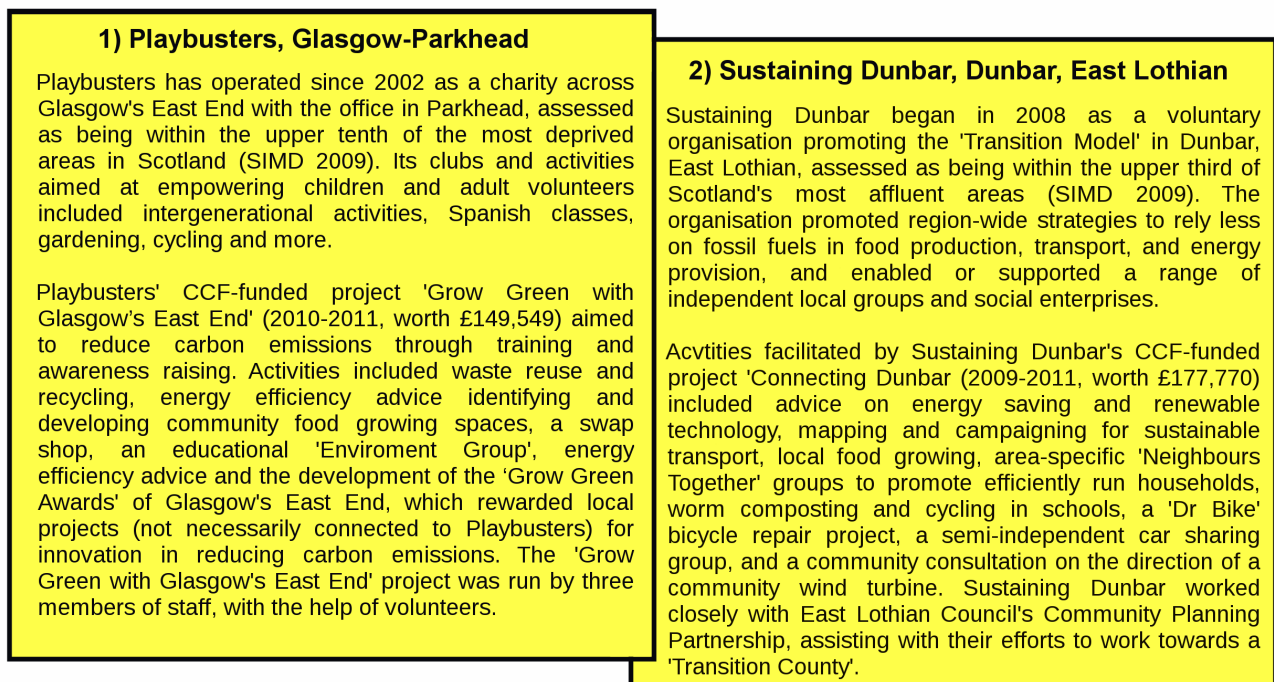 1) Playbusters, Glasgow-Parkhead
Playbusters has operated since 2002 as a charity across
Glasgow's East End with the office in Parkhead, assessed
as being within the upper tenth of the most deprived
areas in Scotland (SIMD 2009). Its clubs and activities
aimed at empowering children and adult volunteers
included intergenerational activities, Spanish classes,
gardening, cycling and more.
Playbusters' CCF-funded project 'Grow Green with
Glasgow’s East End' (2010-2011, worth £149,549) aimed
to reduce carbon emissions through training and
awareness raising. Activities included waste reuse and
recycling, energy efficiency advice identifying and
developing community food growing spaces, a swap
shop, an educational 'Enviroment Group', energy
efficiency advice and the development of the ‘Grow Green
Awards' of Glasgow's East End, which rewarded local
projects (not necessarily connected to Playbusters) for
innovation in reducing carbon emissions. The 'Grow
Green with Glasgow's East End' project was run by three
members of staff, with the help of volunteers.
2) Sustaining Dunbar, Dunbar, East Lothian
Sustaining Dunbar began in 2008 as a voluntary
organisation promoting the 'Transition Model' in Dunbar,
East Lothian, assessed as being within the upper third of
Scotland's most affluent areas (SIMD 2009). The
organisation promoted region-wide strategies to rely less
on fossil fuels in food production, transport, and energy
provision, and enabled or supported a range of
independent local groups and social enterprises.
Acvtities facilitated by Sustaining Dunbar's CCF-funded
project 'Connecting Dunbar (2009-2011, worth £177,770)
included advice on energy saving and renewable
technology, mapping and campaigning for sustainable
transport, local food growing, area-specific 'Neighbours
Together' groups to promote efficiently run households,
worm composting and cycling in schools, a 'Dr Bike'
bicycle repair project, a semi-independent car sharing
group, and a community consultation on the direction of a
community wind turbine. Sustaining Dunbar worked
closely with East Lothian Council's Community Planning
Partnership, assisting with their efforts to work towards a
'Transition County'.